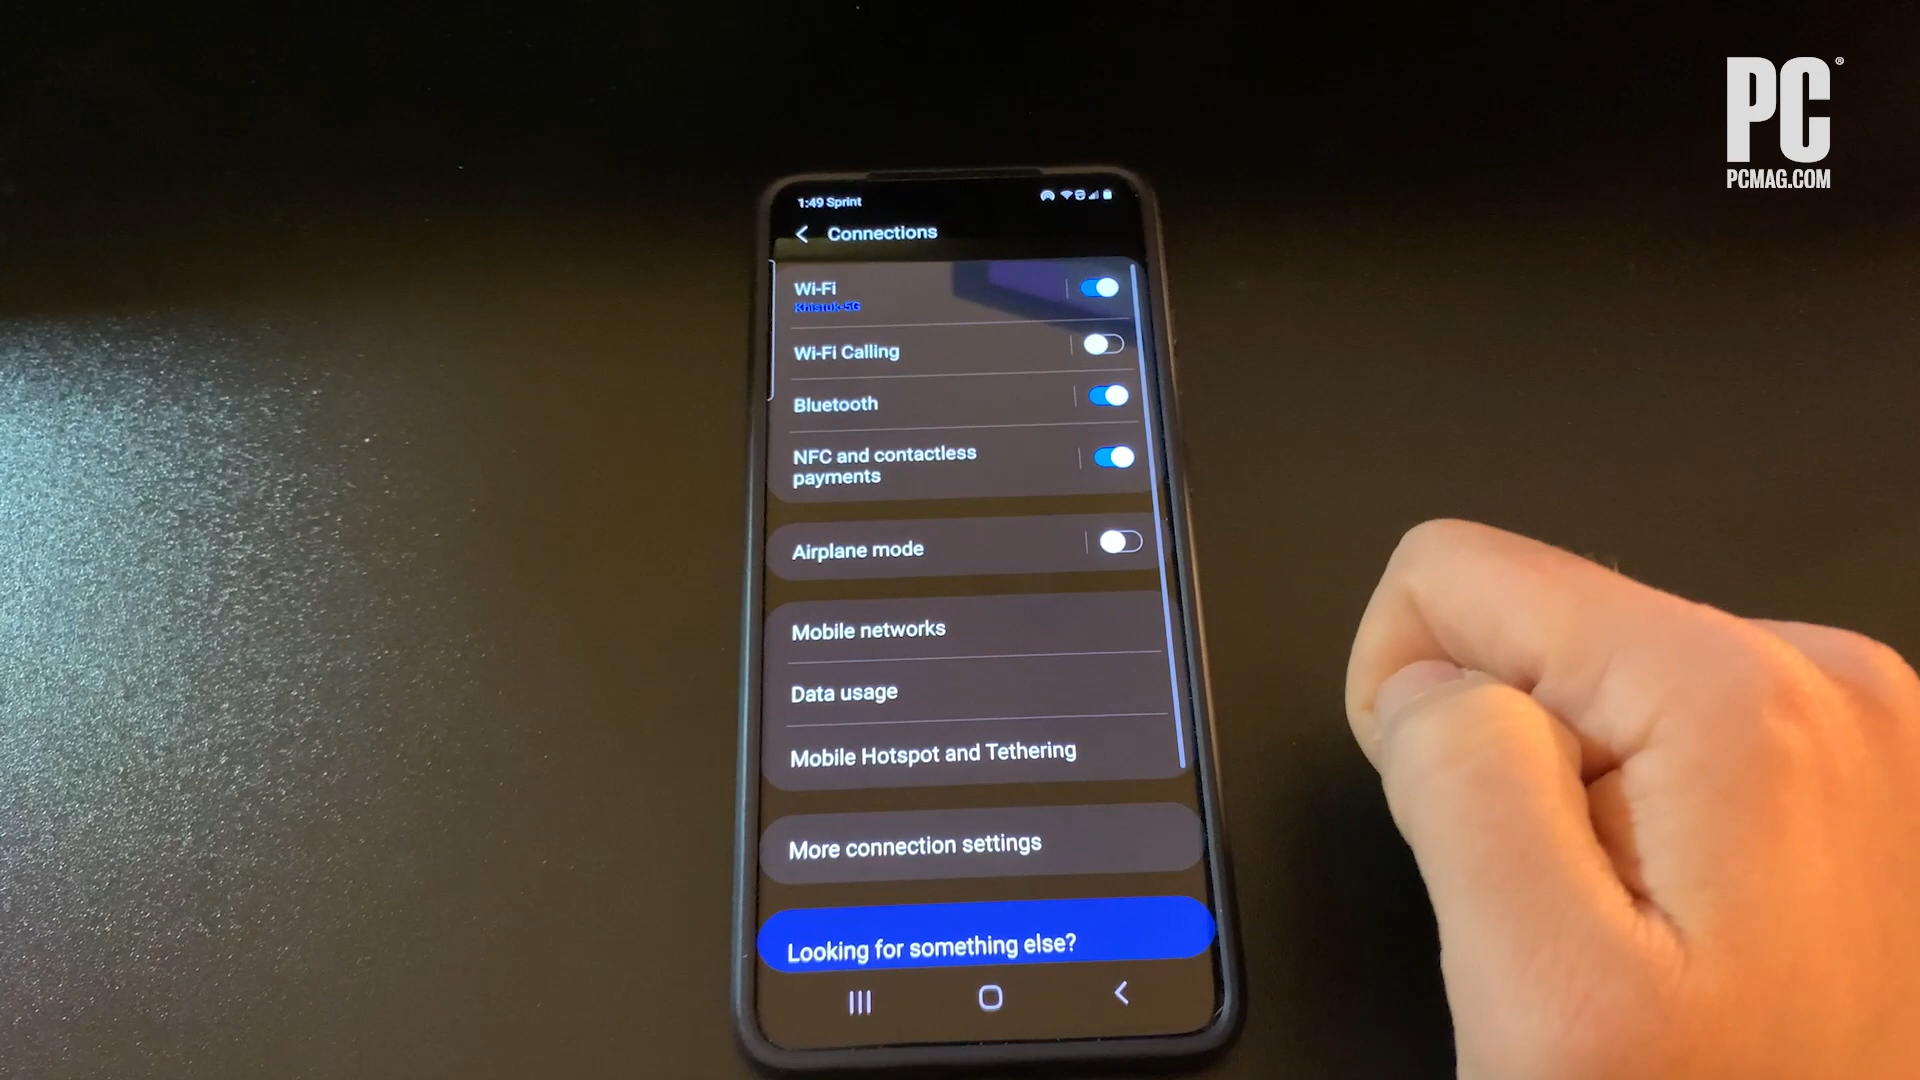 PC®
PCMAG.COM
1:49 Sprint
Connections
Wi-Fi
Wi-Fi Calling
Bluetooth
NFC and contactless
payments
Airplane mode
Mobile networks
Data usage
Mobile Hotspot and Tethering
More connection settings
Looking for something else?